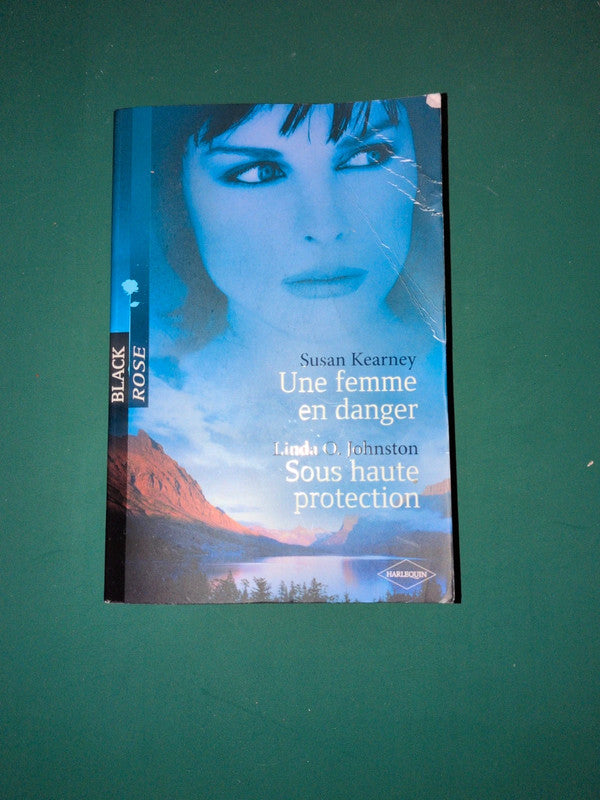 BLACK
ROSE
Susan Kearney
Une femme
en danger
Linda O. Johnston
Sous haute
protection
HARLEQUIN